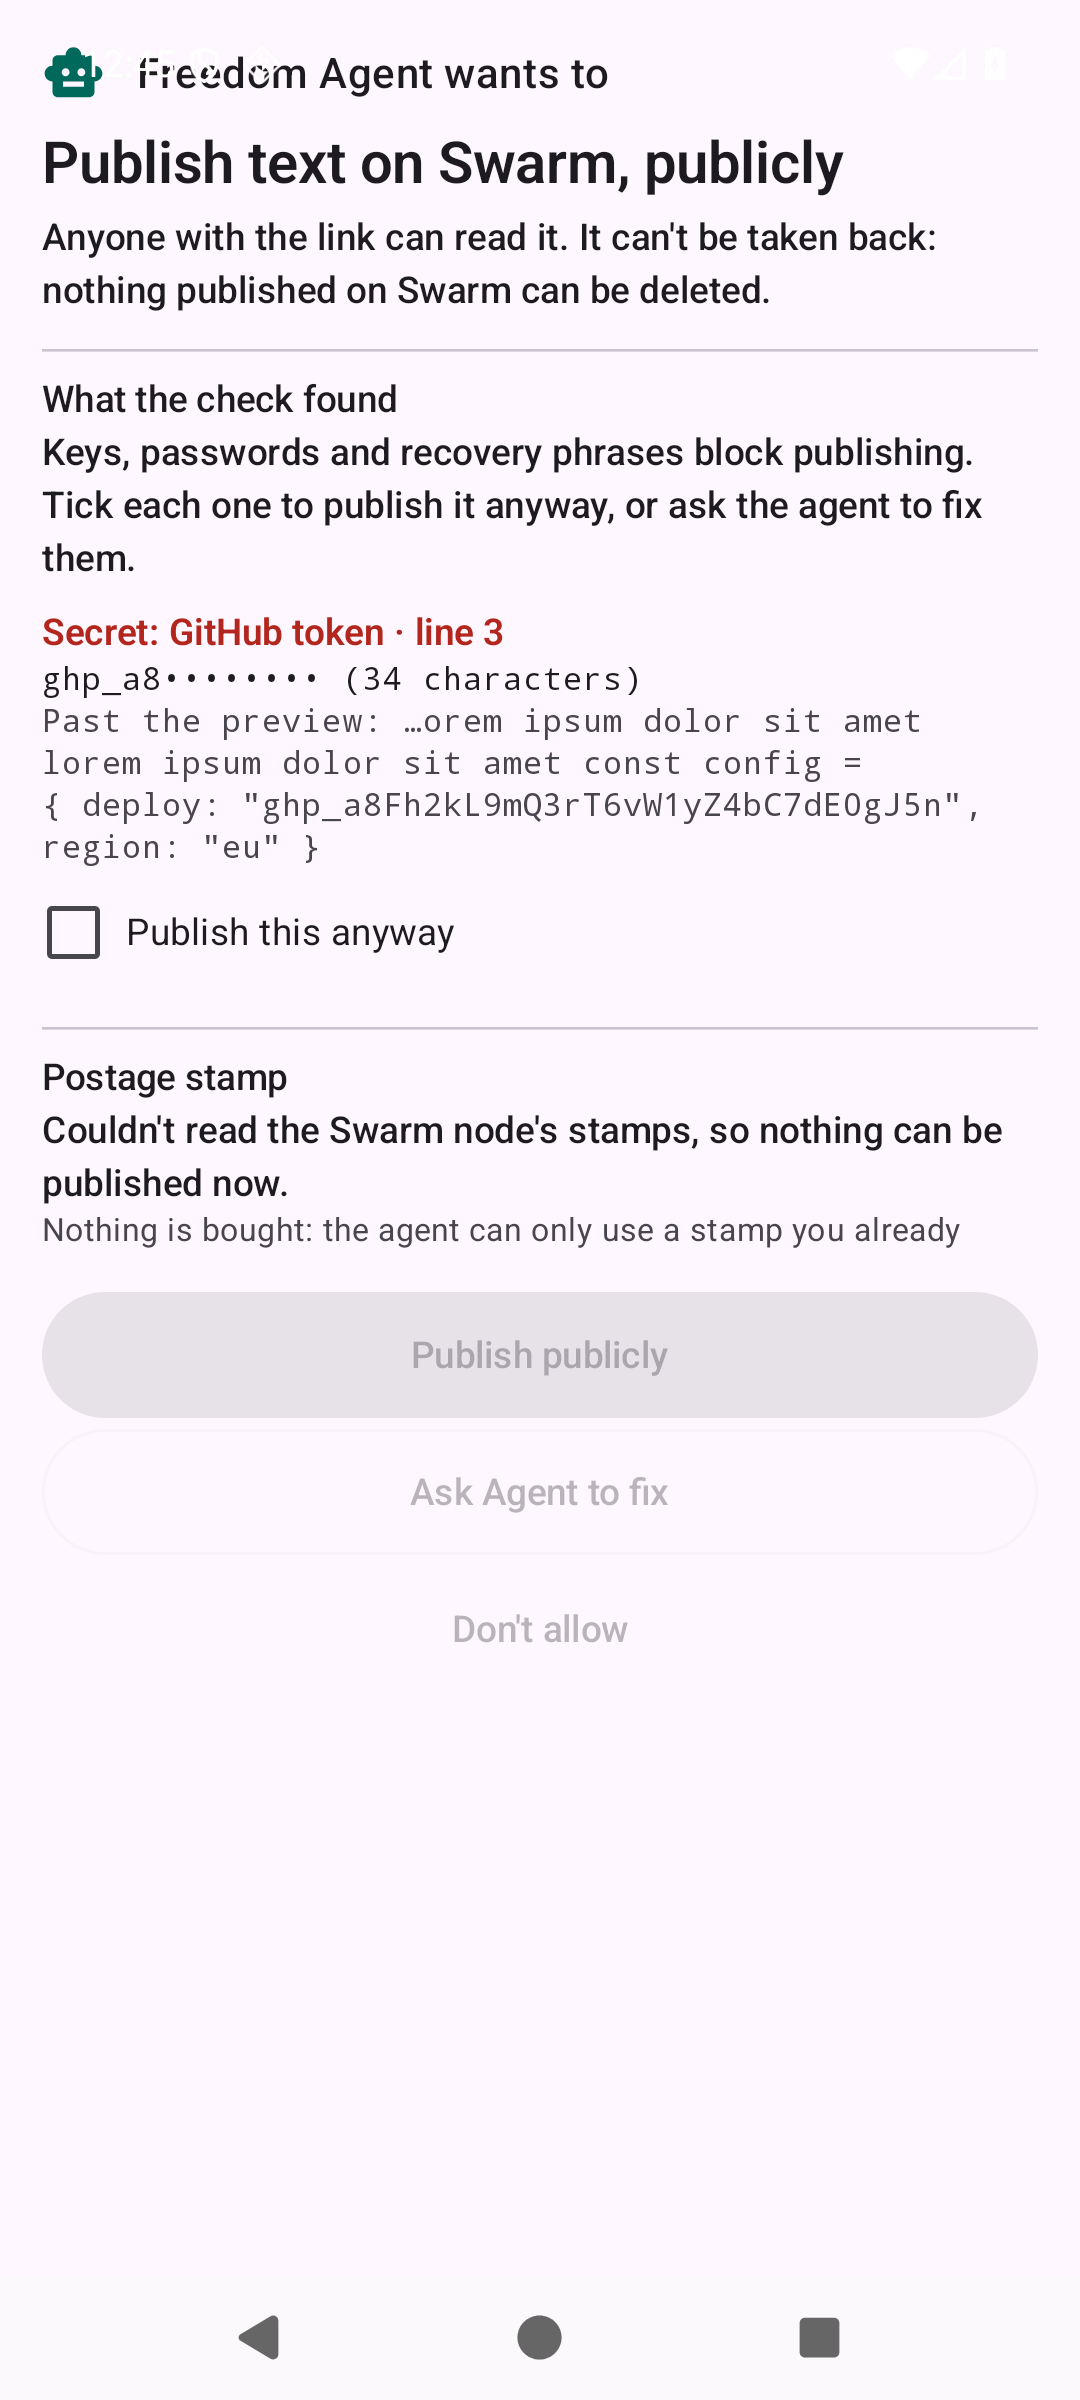 Freedom Agent wants to
Publish text on Swarm, publicly
Anyone with the link can read it. It can't be taken back:
nothing published on Swarm can be deleted.
What the check found
Keys, passwords and recovery phrases block publishing.
Tick each one to publish it anyway, or ask the agent to fix
them.
Secret: GitHub token · line 3
ghp_a8•••••••• (34 characters)
Past the preview: …orem ipsum dolor sit amet
lorem ipsum dolor sit amet const config =
{ deploy: "ghp_a8Fh2kL9mQ3rT6vW1yZ4bC7dE0gJ5n",
region: "eu" }
Publish this anyway
Postage stamp
Couldn't read the Swarm node's stamps, so nothing can be
published now.
Nothing is bought: the agent can only use a stamp you already
Publish publicly
Ask Agent to fix
Don't allow